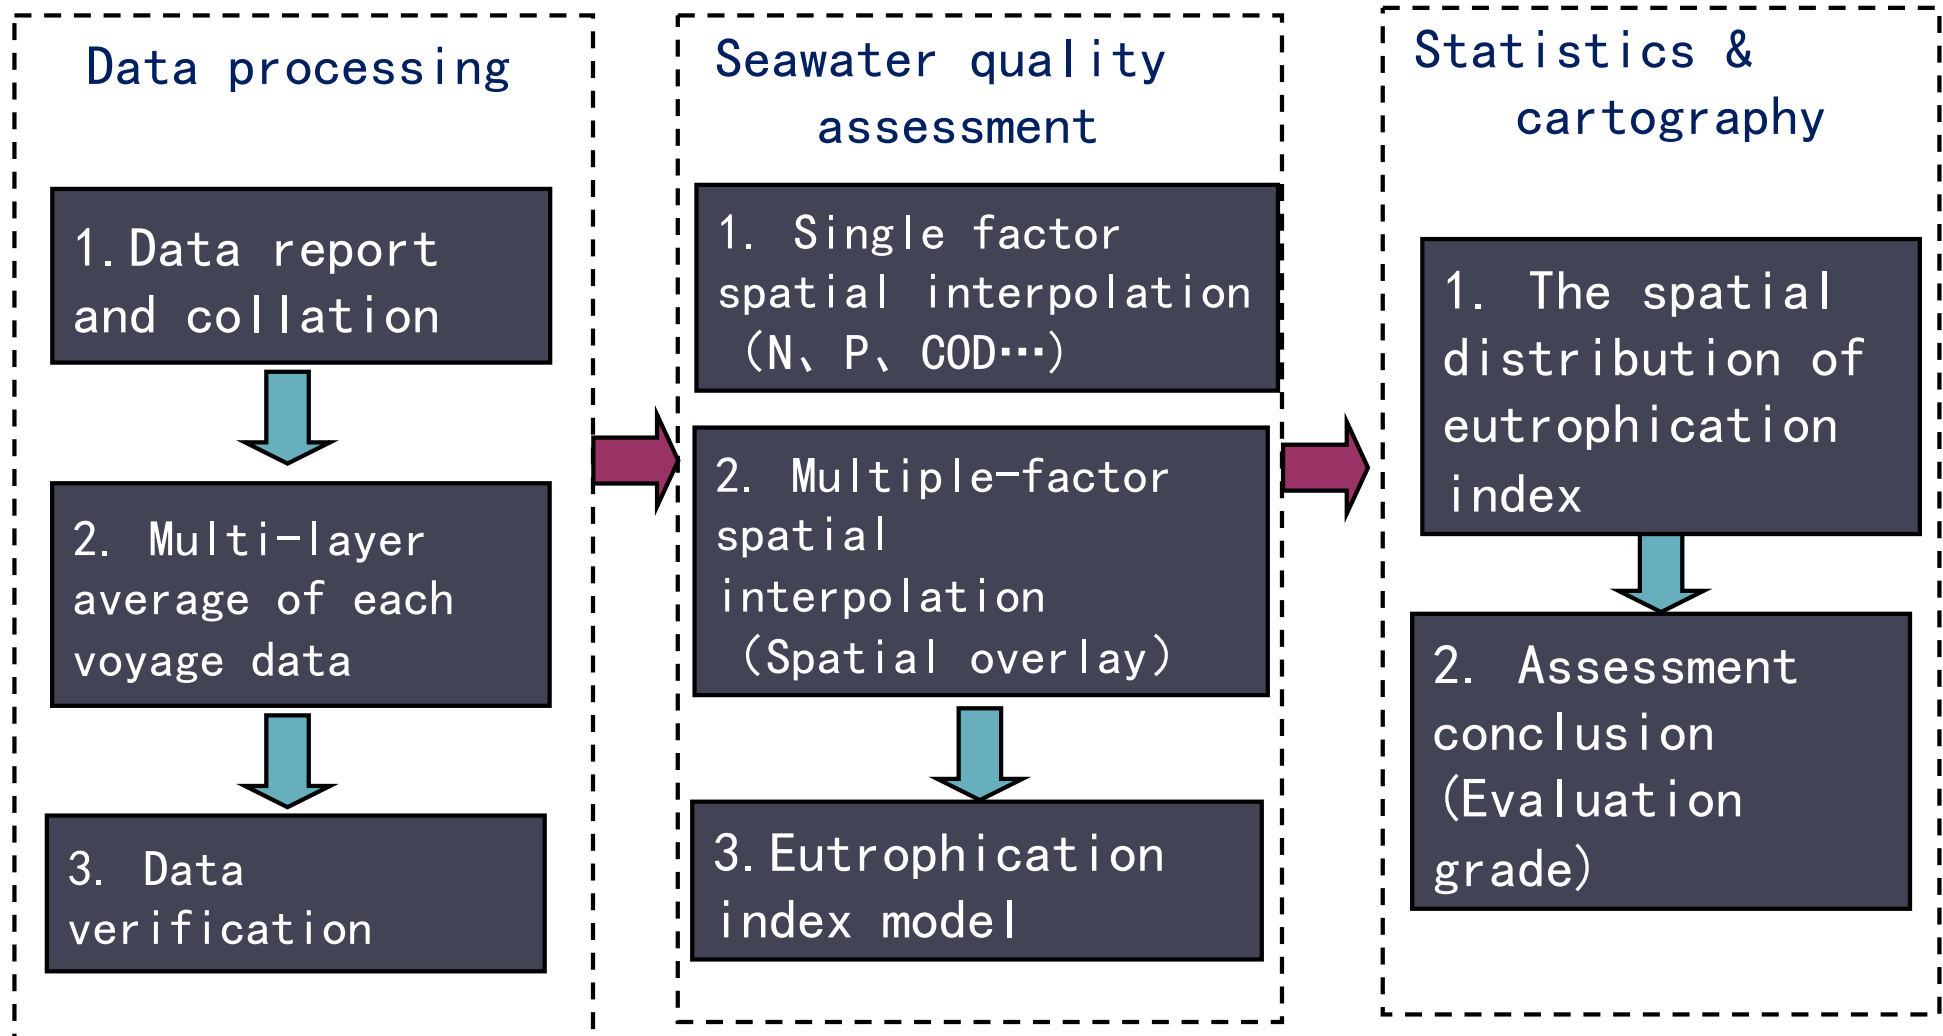 Data processing
1.Data report
and collation
2. Multi-layer
average of each
voyage data
3. Data
verification
Seawater quality
assessment
1. Single factor
spatial interpolation
（N、P、COD…）
2. Multiple-factor
spatial
interpolation
（Spatial overlay）
3.Eutrophication
index model
Statistics &
cartography
1. The spatial
distribution of
eutrophication
index
2. Assessment
conclusion
（Evaluation
grade）